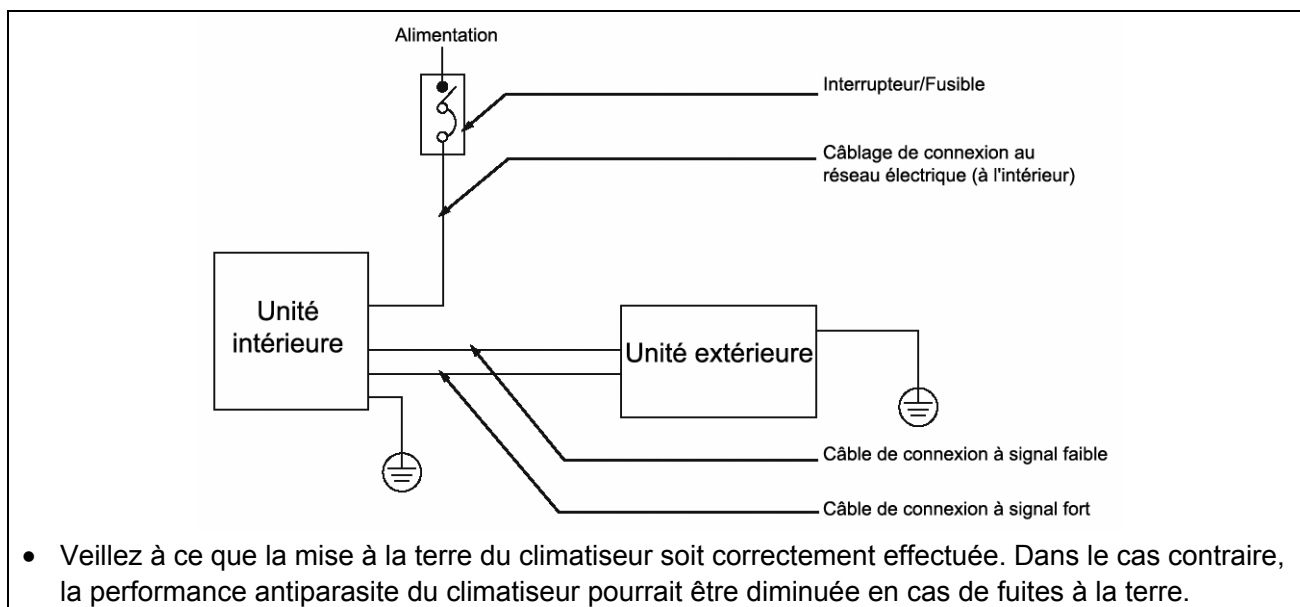 Alimentation
Interrupteur/Fusible
Câblage de connexion au
réseau électrique (à l'intérieur)
Unité
intérieure
Unité extérieure
Câble de connexion à signal faible
Câble de connexion à signal fort
• Veillez à ce que la mise à la terre du climatiseur soit correctement effectuée. Dans le cas contraire,
la performance antiparasite du climatiseur pourrait être diminuée en cas de fuites à la terre.